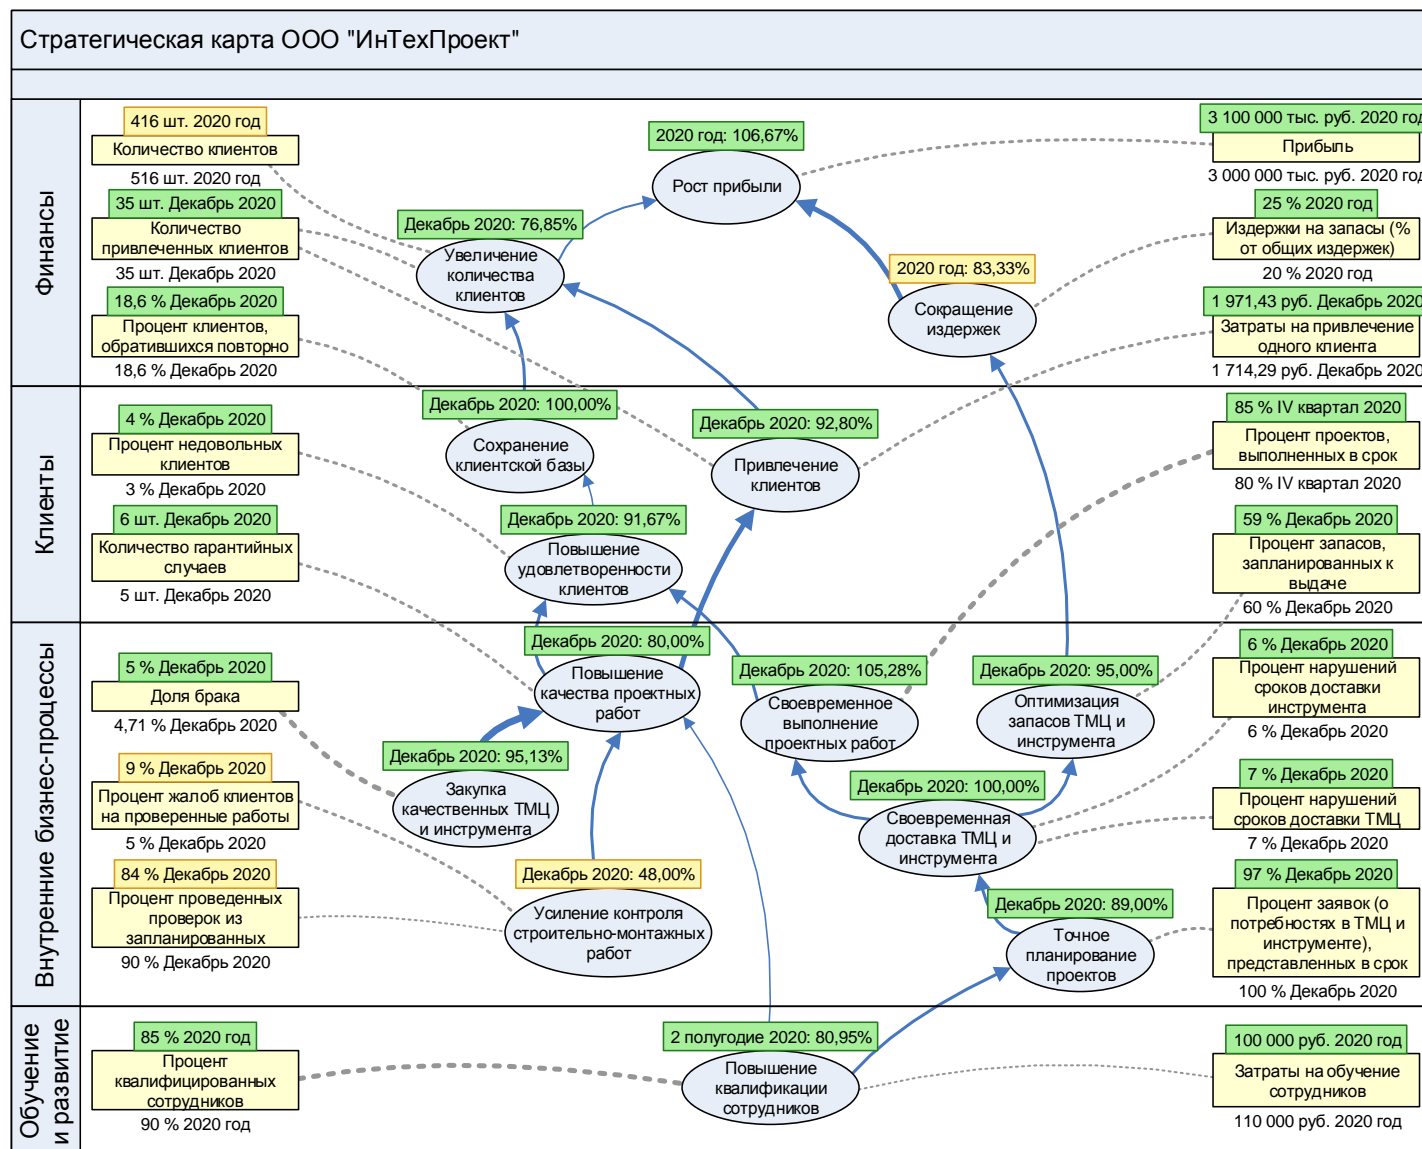 Стратегическая карта ООО "ИнТехПроект"
Финансы
416 шт. 2020 год
Количество клиентов
516 шт. 2020 год
35 шт. Декабрь 2020
Количество
привлеченных клиентов
35 шт. Декабрь 2020
18,6 % Декабрь 2020
Процент клиентов,
обратившихся повторно
18,6 % Декабрь 2020
2020 год: 106,67%
Рост прибыли
Декабрь 2020: 76,85%
Увеличение
количества
клиентов
2020 год: 83,33%
Сокращение
издержек
3 100 000 тыс. руб. 2020 год
Прибыль
3 000 000 тыс. руб. 2020 год
25 % 2020 год
Издержки на запасы (%
от общих издержек)
20 % 2020 год
1 971,43 руб. Декабрь 2020
Затраты на привлечение
одного клиента
1 714,29 руб. Декабрь 2020
Клиенты
4 % Декабрь 2020
Процент недовольных
клиентов
3 % Декабрь 2020
6 шт. Декабрь 2020
Количество гарантийных
случаев
5 шт. Декабрь 2020
Декабрь 2020: 100,00%
Сохранение
клиентской базы
Декабрь 2020: 92,80%
Привлечение
клиентов
Декабрь 2020: 91,67%
Повышение
удовлетворенности
клиентов
85 % IV квартал 2020
Процент проектов,
выполненных в срок
80 % IV квартал 2020
59 % Декабрь 2020
Процент запасов,
запланированных к
выдаче
60 % Декабрь 2020
Внутренние бизнес-процессы
5 % Декабрь 2020
Доля брака
4,71 % Декабрь 2020
9 % Декабрь 2020
Процент жалоб клиентов
на проверенные работы
5 % Декабрь 2020
84 % Декабрь 2020
Процент проведенных
проверок из
запланированных
90 % Декабрь 2020
Декабрь 2020: 80,00%
Повышение
качества проектных
работ
Декабрь 2020: 105,28%
Своевременное
выполнение
проектных работ
Декабрь 2020: 95,00%
Оптимизация
запасов ТМЦ и
инструмента
Декабрь 2020: 95,13%
Закупка
качественных ТМЦ
и инструмента
Декабрь 2020: 100,00%
Своевременная
доставка ТМЦ и
инструмента
Декабрь 2020: 48,00%
Усиление контроля
строительно-монтажных
работ
Декабрь 2020: 89,00%
Точное
планирование
проектов
6 % Декабрь 2020
Процент нарушений
сроков доставки
инструмента
6 % Декабрь 2020
7 % Декабрь 2020
Процент нарушений
сроков доставки ТМЦ
7 % Декабрь 2020
97 % Декабрь 2020
Процент заявок (о
потребностях в ТМЦ и
инструменте),
представленных в срок
100 % Декабрь 2020
Обучение
и развитие
85 % 2020 год
Процент
квалифицированных
сотрудников
90 % 2020 год
2 полугодие 2020: 80,95%
Повышение
квалификации
сотрудников
100 000 руб. 2020 год
Затраты на обучение
сотрудников
110 000 руб. 2020 год